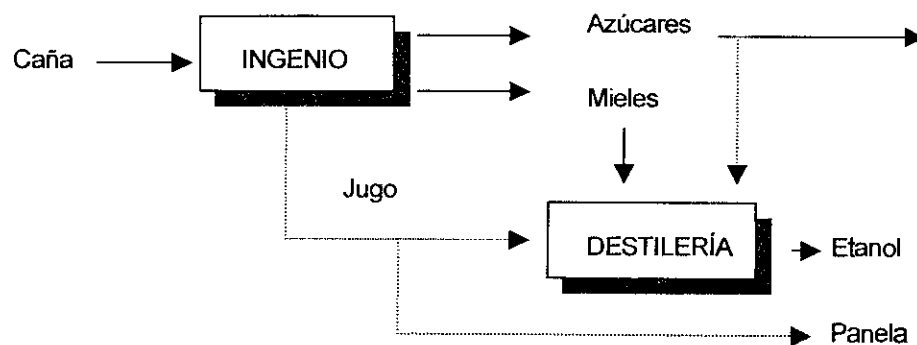 Azúcares
Caña
INGENIO
Mieles
Jugo
DESTILERÍA
Etanol
Panela